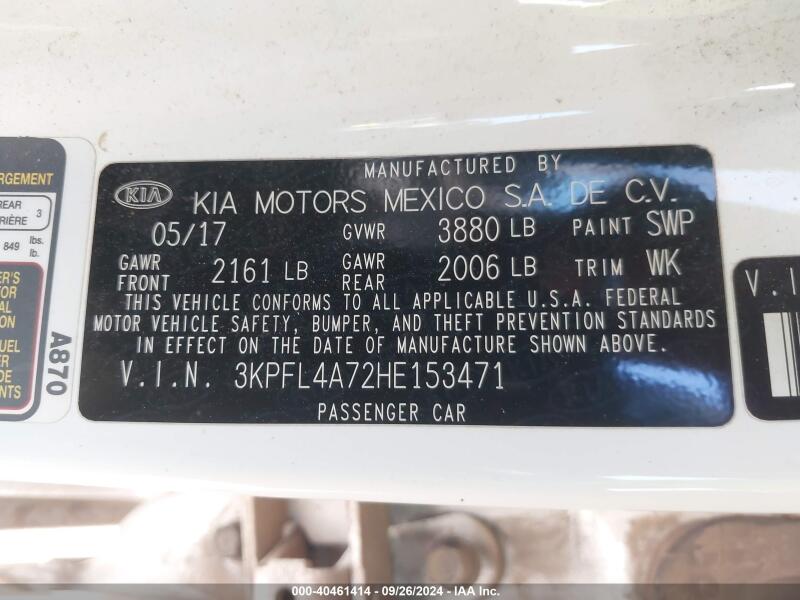 MANUFACTURED BY
KIA KIA MOTORS MEXICO S.A. DE C.V.
05/17 GVWR 3880 LB PAINT SWP
GAWR FRONT 2161 LB GAWR REAR 2006 LB TRIM WK
THIS VEHICLE CONFORMS TO ALL APPLICABLE U.S.A. FEDERAL
MOTOR VEHICLE SAFETY, BUMPER, AND THEFT PREVENTION STANDARDS
IN EFFECT ON THE DATE OF MANUFACTURE SHOWN ABOVE.
V.I.N. 3KPFL4A72HE153471
PASSENGER CAR
REAR
3
849 lbs.
lb.
A870
V.I
000-40461414 - 09/26/2024 - IAA Inc.